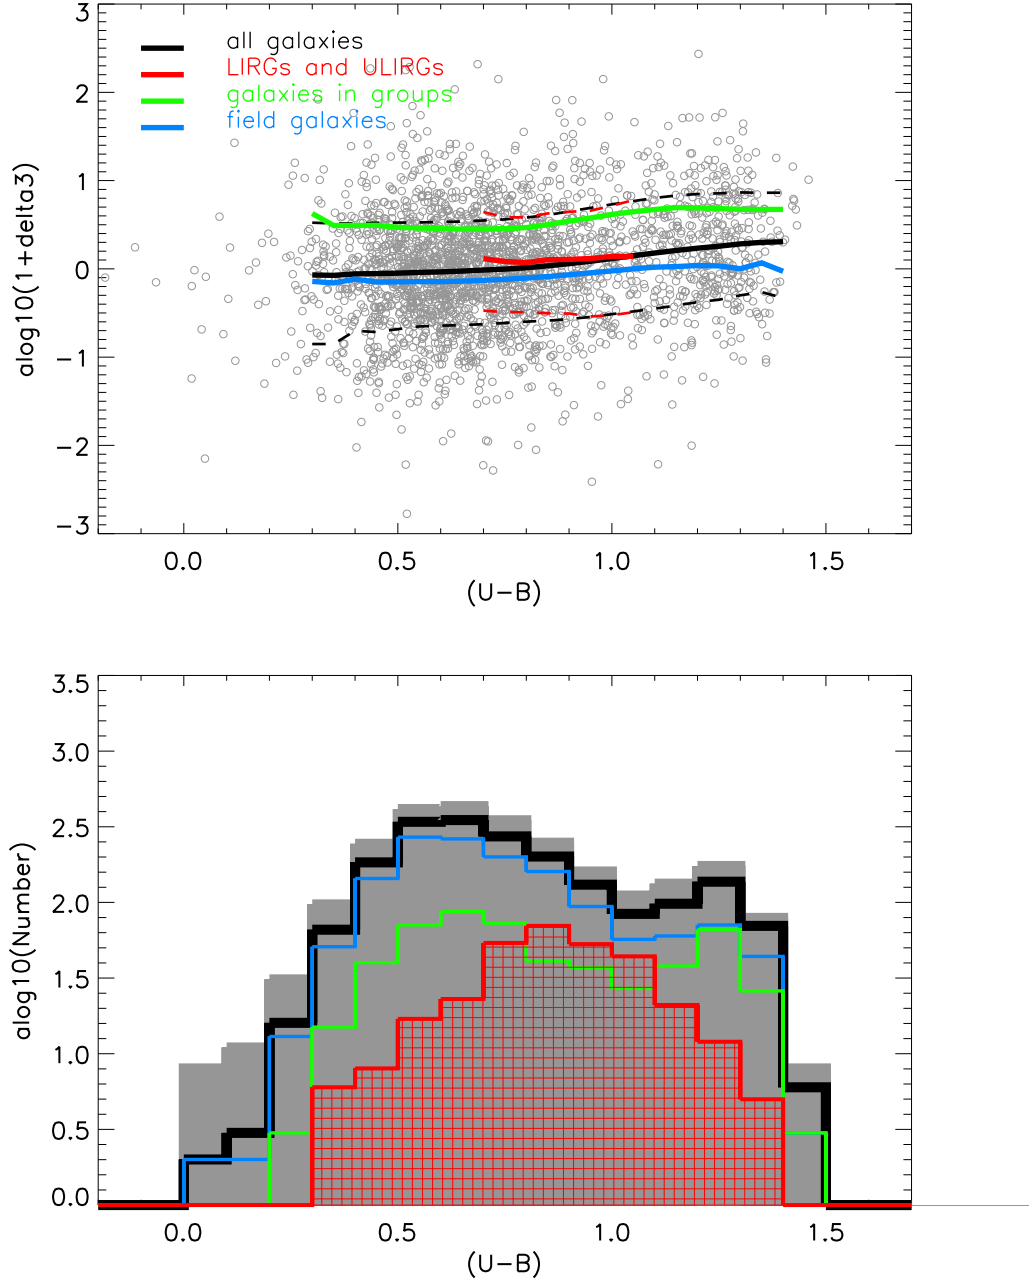 3
2
1
0
−1
−2
−3
alog10(1+delta3)
all galaxies
LIRGs and ULIRGs
galaxies in groups
field galaxies
0.0 0.5 1.0 1.5
(U−B)
3.5
3.0
2.5
2.0
1.5
1.0
0.5
0.0
alog10(Number)
0.0 0.5 1.0 1.5
(U−B)